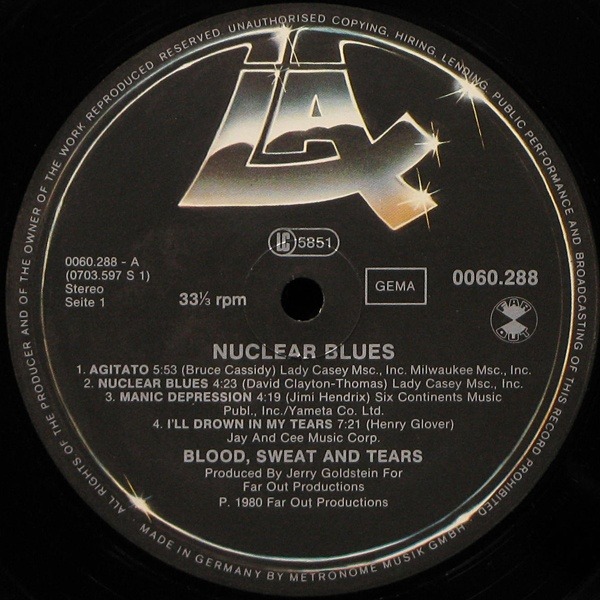 ALL RIGHTS OF THE PRODUCER AND OF THE OWNER OF THE WORK REPRODUCED RESERVED. UNAUTHORISED COPYING, HIRING, LENDING, PUBLIC PERFORMANCE AND BROADCASTING OF THIS RECORD PROHIBITED
LAX
LC 5851
0060.288 - A
(0703.597 S 1)
Stereo
Seite 1
33⅓ rpm
GEMA
0060.288
FAR OUT
NUCLEAR BLUES
1. AGITATO 5:53 (Bruce Cassidy) Lady Casey Msc., Inc. Milwaukee Msc., Inc.
2. NUCLEAR BLUES 4:23 (David Clayton-Thomas) Lady Casey Msc., Inc.
3. MANIC DEPRESSION 4:19 (Jimi Hendrix) Six Continents Music
Publ., Inc./Yameta Co. Ltd.
4. I'LL DROWN IN MY TEARS 7:21 (Henry Glover)
Jay And Cee Music Corp.
BLOOD, SWEAT AND TEARS
Produced By Jerry Goldstein For
Far Out Productions
P. 1980 Far Out Productions
MADE IN GERMANY BY METRONOME MUSIK GMBH